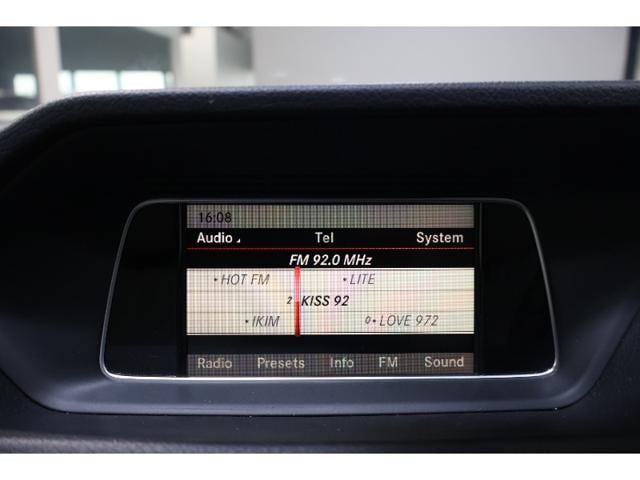 16:08
Audio Tel System
FM 92.0 MHz
• HOT FM • LITE
2 KISS 92
• IKIM 0 • LOVE 972
Radio Presets Info FM Sound